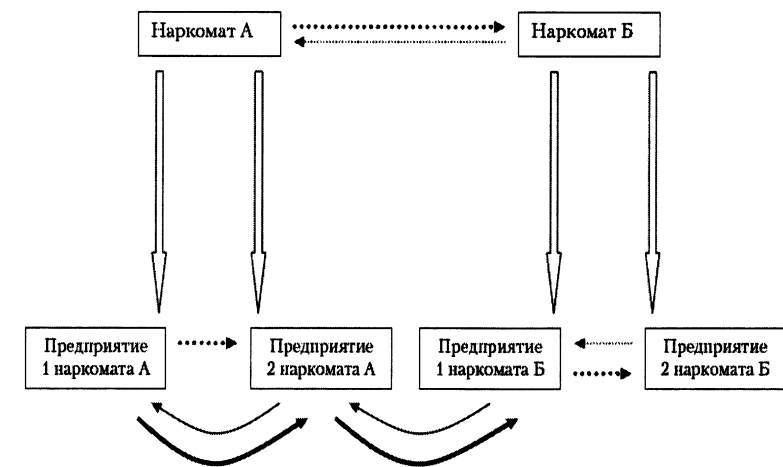 Наркомат А
Наркомат Б
Предприятие
1 наркомата А
Предприятие
2 наркомата А
Предприятие
1 наркомата Б
Предприятие
2 наркомата Б